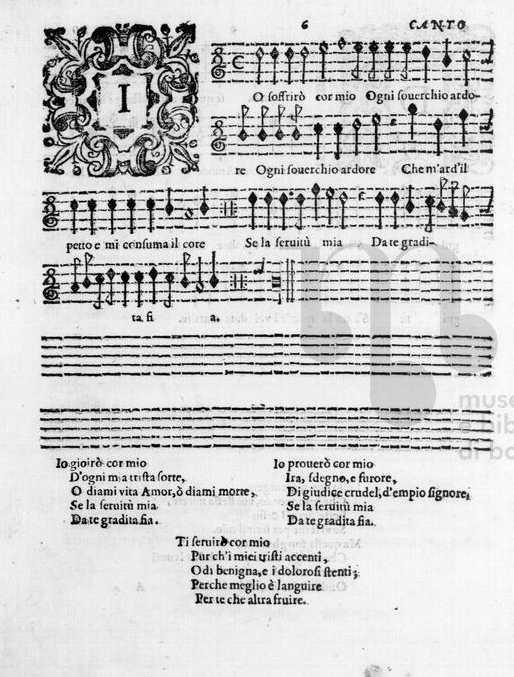 6 CANTO
I
O soffrirò cor mio Ogni souerchio ardo-
re Ogni souerchio ardore Che m'ard'il
petto e mi consuma il core Se la seruitù mia Da te gradi-
ta fi a.
Io gioirò cor mio
D'ogni mia trista sorte,
O diami vita Amor, ò diami morte,
Se la seruitù mia
Da te gradita fia.
Io prouerò cor mio
Ira, sdegno, e furore,
Di giudice crudel, d'empio signore,
Se la seruitù mia
Da te gradita fia.
Ti seruirò cor mio
Pur ch'i miei tristi accenti,
Odi benigna, e i dolorosi stenti;
Perche meglio è languire
Per te che altra fruire.
muse
e bib
di bo